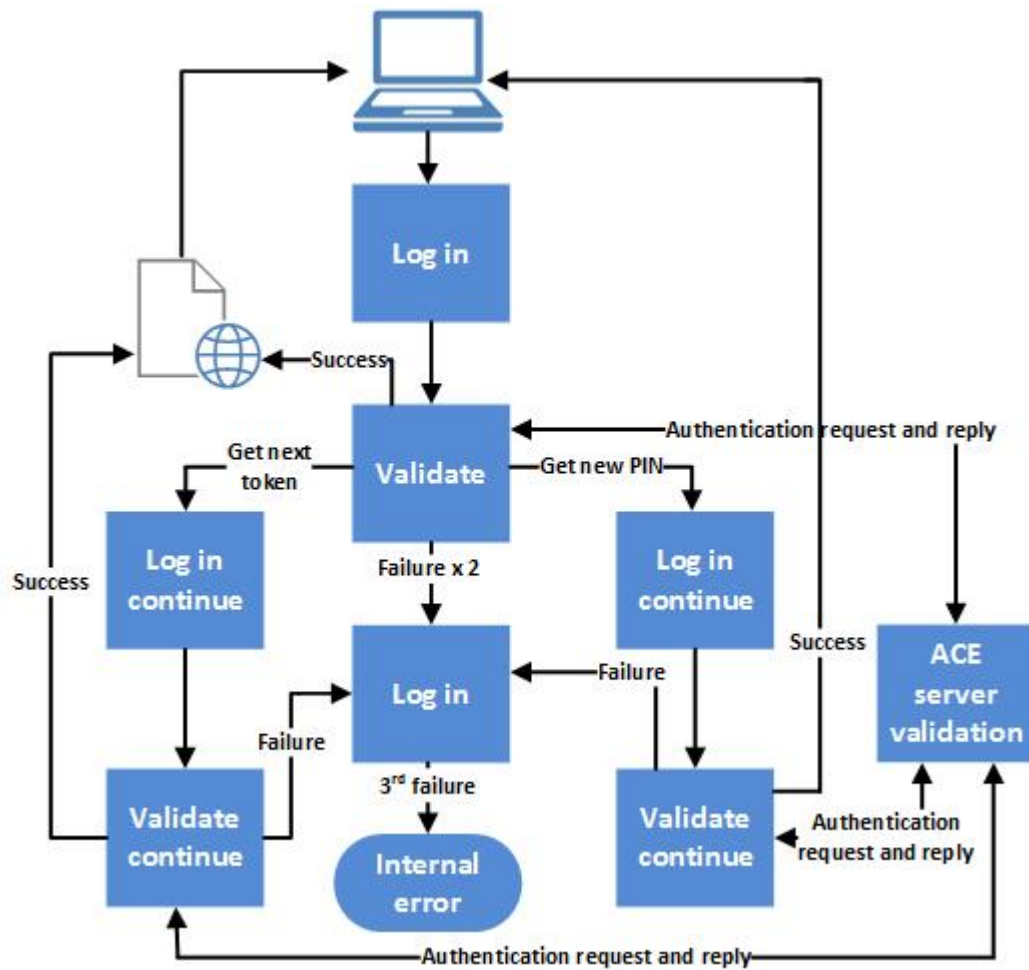 Log in
Success
Authentication request and reply
Get next
token
Validate
Get new PIN
Log in
continue
Failure x 2
Log in
continue
Success
Success
ACE
server
validation
Failure
Log in
Failure
3rd failure
Validate
continue
Internal
error
Validate
continue
Authentication
request and reply
Authentication request and reply